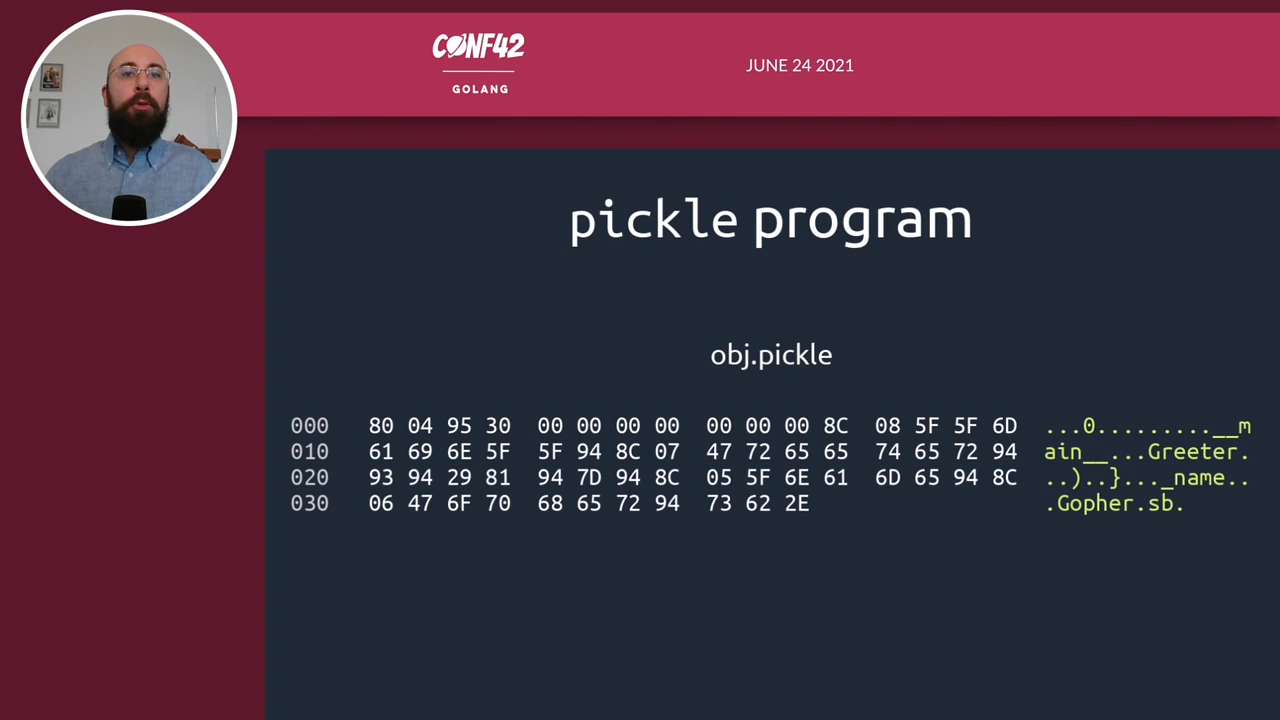 CONF42
GOLANG
JUNE 24 2021
pickle program
obj.pickle
000 80 04 95 30 00 00 00 00 00 00 00 8C 08 5F 5F 6D ...0.........__m
010 61 69 6E 5F 5F 94 8C 07 47 72 65 65 74 65 72 94 ain__...Greeter.
020 93 94 29 81 94 7D 94 8C 05 5F 6E 61 6D 65 94 8C ..)..}..._name..
030 06 47 6F 70 68 65 72 94 73 62 2E .Gopher.sb.